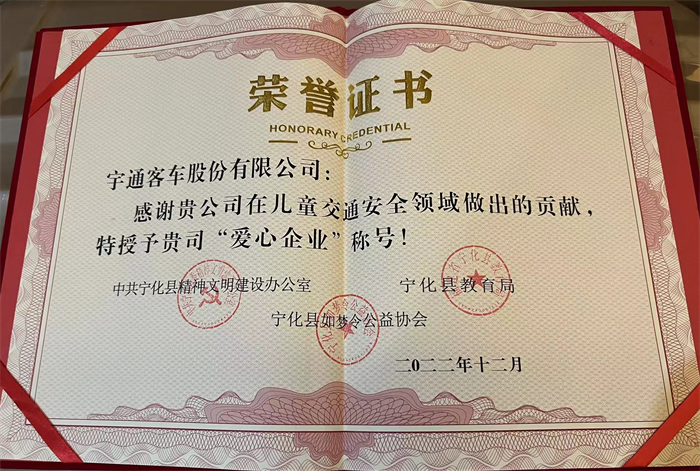 荣誉证书
HONORARY CREDENTIAL
宇通客车股份有限公司：
感谢贵公司在儿童交通安全领域做出的贡献，
特授予贵司“爱心企业”称号！
中共宁化县精神文明建设办公室 宁化县教育局
宁化县如梦令公益协会
二〇二二年十二月